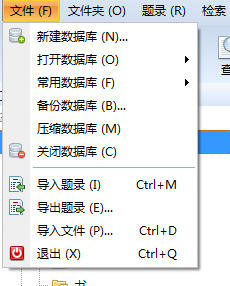 文件 (F) 文件夹 (O) 题录 (R) 检索
新建数据库 (N)...
打开数据库 (O)
常用数据库 (F)
备份数据库 (B)...
压缩数据库 (M)
关闭数据库 (C)
导入题录 (I) Ctrl+M
导出题录 (E)...
导入文件 (P)... Ctrl+D
退出 (X) Ctrl+Q